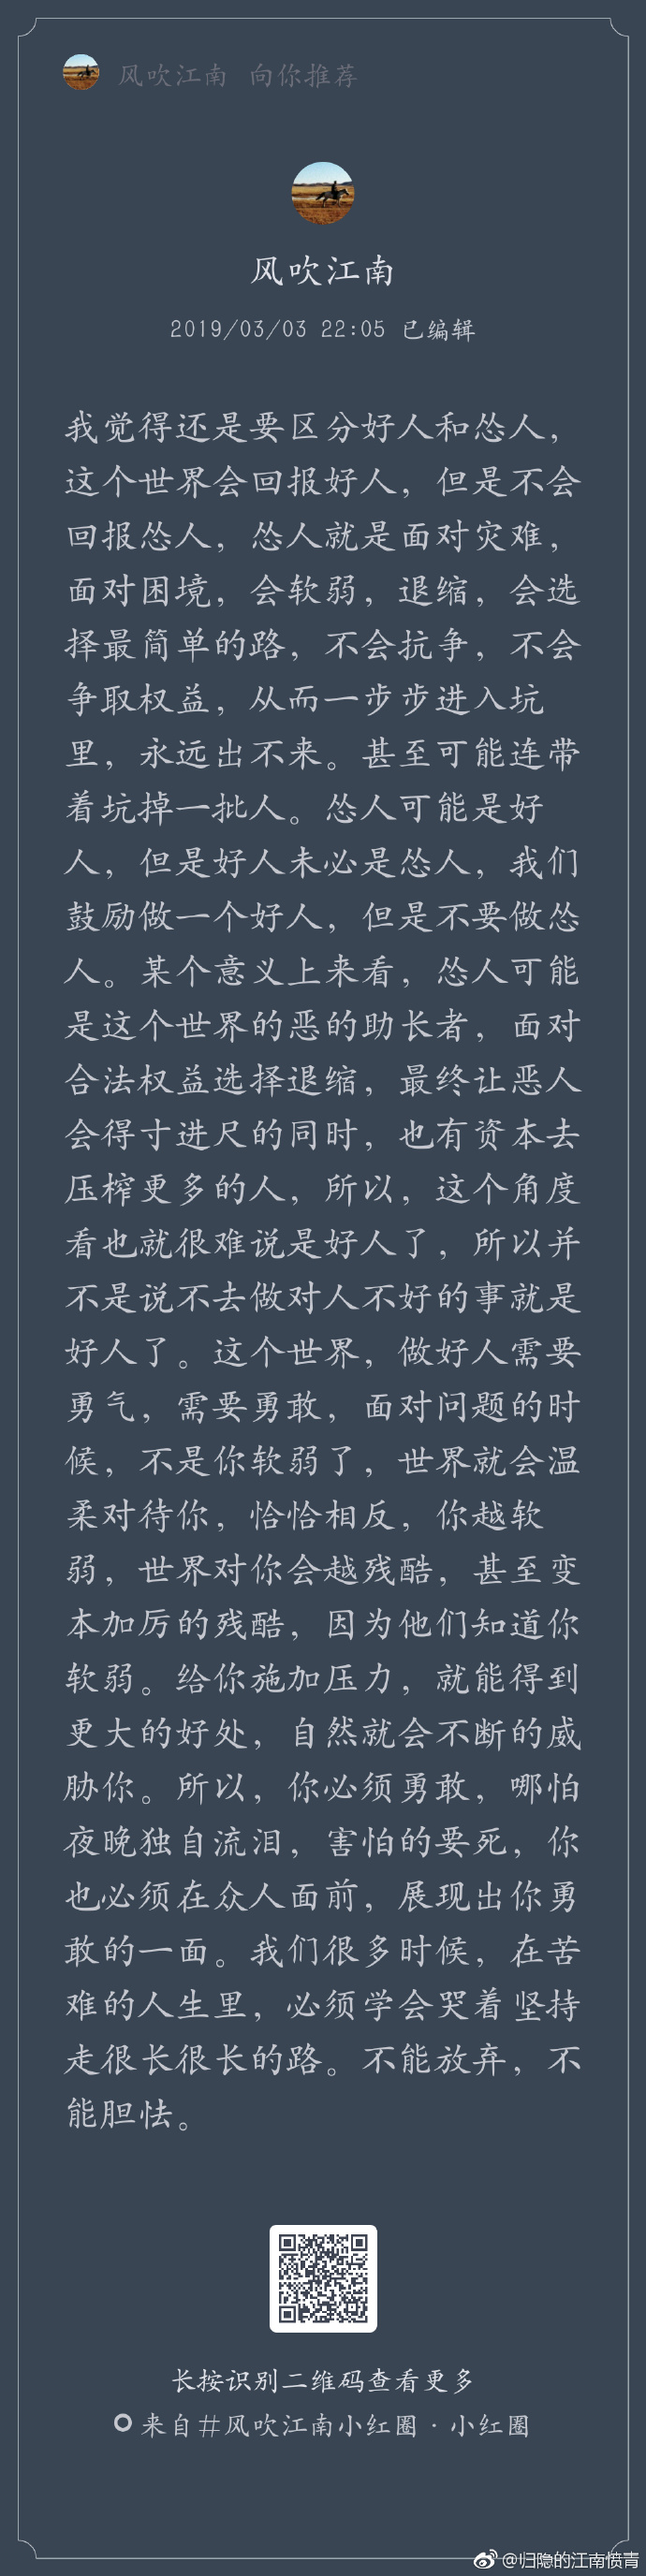 风吹江南 向你推荐
风吹江南
2019/03/03 22:05 已编辑
我觉得还是要区分好人和怂人，
这个世界会回报好人，但是不会
回报怂人，怂人就是面对灾难，
面对困境，会软弱，退缩，会选
择最简单的路，不会抗争，不会
争取权益，从而一步步进入坑
里，永远出不来。甚至可能连带
着坑掉一批人。怂人可能是好
人，但是好人未必是怂人，我们
鼓励做一个好人，但是不要做怂
人。某个意义上来看，怂人可能
是这个世界的恶的助长者，面对
合法权益选择退缩，最终让恶人
会得寸进尺的同时，也有资本去
压榨更多的人，所以，这个角度
看也就很难说是好人了，所以并
不是说不去做对人不好的事就是
好人了。这个世界，做好人需要
勇气，需要勇敢，面对问题的时
候，不是你软弱了，世界就会温
柔对待你，恰恰相反，你越软
弱，世界对你会越残酷，甚至变
本加厉的残酷，因为他们知道你
软弱。给你施加压力，就能得到
更大的好处，自然就会不断的威
胁你。所以，你必须勇敢，哪怕
夜晚独自流泪，害怕的要死，你
也必须在众人面前，展现出你勇
敢的一面。我们很多时候，在苦
难的人生里，必须学会哭着坚持
走很长很长的路。不能放弃，不
能胆怯。
长按识别二维码查看更多
来自#风吹江南小红圈·小红圈
@归隐的江南愤青